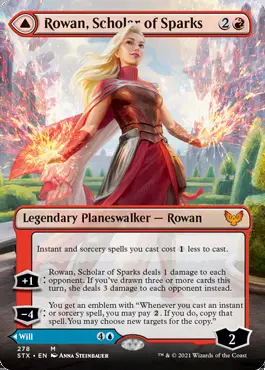 Rowan, Scholar of Sparks 2
Legendary Planeswalker — Rowan
Instant and sorcery spells you cast cost 1 less to cast.
+1: Rowan, Scholar of Sparks deals 1 damage to each
opponent. If you've drawn three or more cards this
turn, she deals 3 damage to each opponent instead.
−4: You get an emblem with "Whenever you cast an instant
or sorcery spell, you may pay 2. If you do, copy that
spell. You may choose new targets for the copy."
Will 4
2
278 M
STX • EN Anna Steinbauer
™ & © 2021 Wizards of the Coast